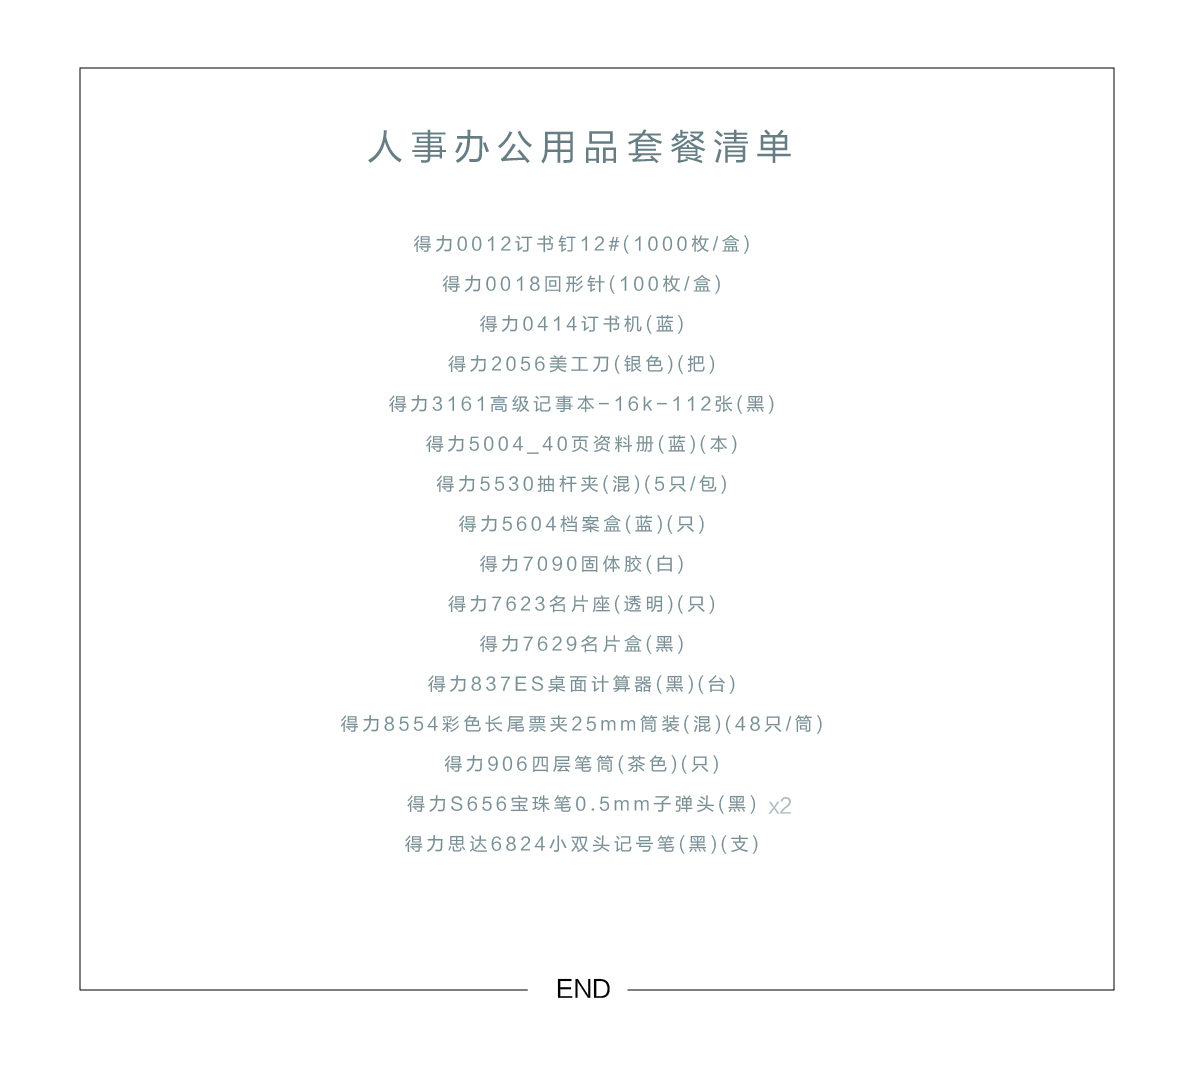 人事办公用品套餐清单
得力0012订书钉12#(1000枚/盒)
得力0018回形针(100枚/盒)
得力0414订书机(蓝)
得力2056美工刀(银色)(把)
得力3161高级记事本-16k-112张(黑)
得力5004_40页资料册(蓝)(本)
得力5530抽杆夹(混)(5只/包)
得力5604档案盒(蓝)(只)
得力7090固体胶(白)
得力7623名片座(透明)(只)
得力7629名片盒(黑)
得力837ES桌面计算器(黑)(台)
得力8554彩色长尾票夹25mm筒装(混)(48只/筒)
得力906四层笔筒(茶色)(只)
得力S656宝珠笔0.5mm子弹头(黑) x2
得力思达6824小双头记号笔(黑)(支)
END